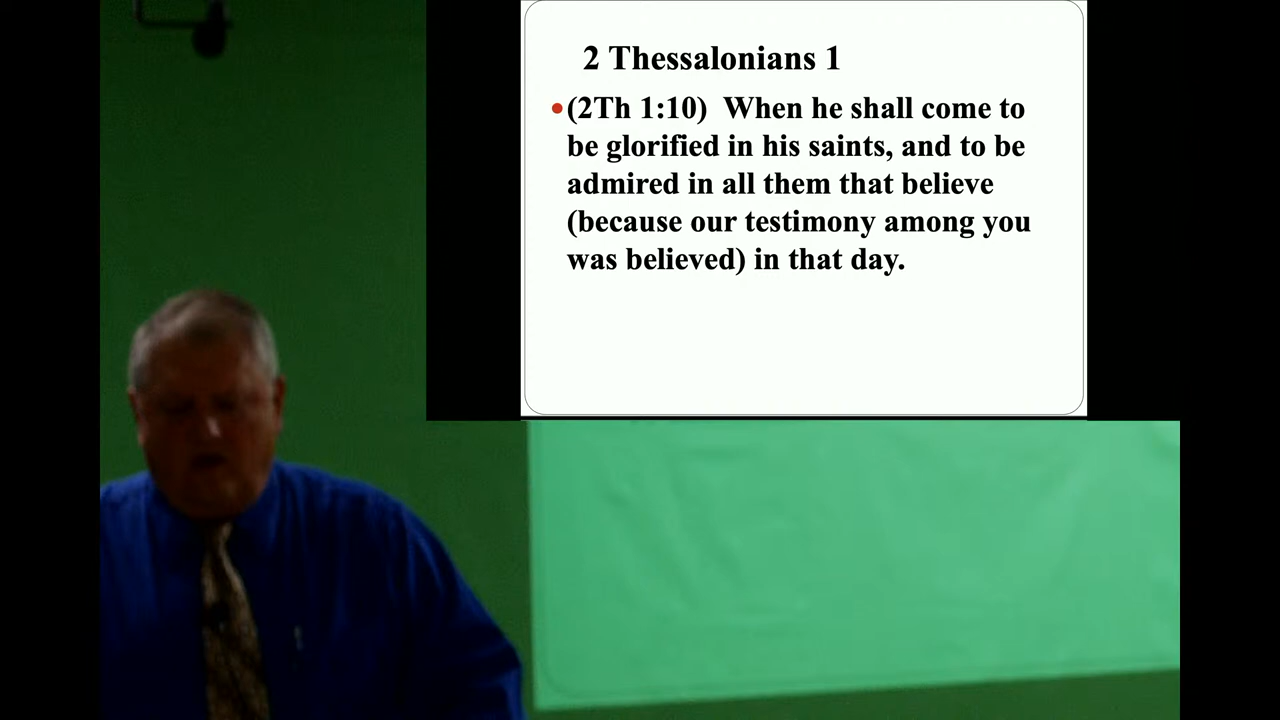 2 Thessalonians 1
•(2Th 1:10)  When he shall come to
be glorified in his saints, and to be
admired in all them that believe
(because our testimony among you
was believed) in that day.